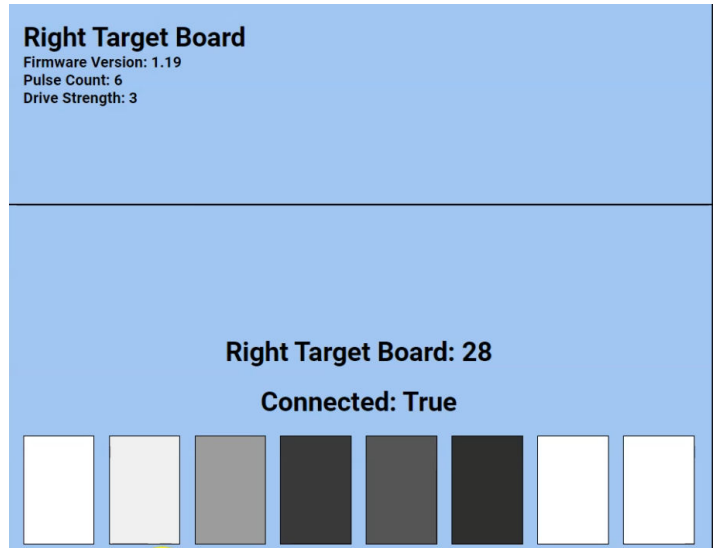 Right Target Board
Firmware Version: 1.19
Pulse Count: 6
Drive Strength: 3
Right Target Board: 28
Connected: True